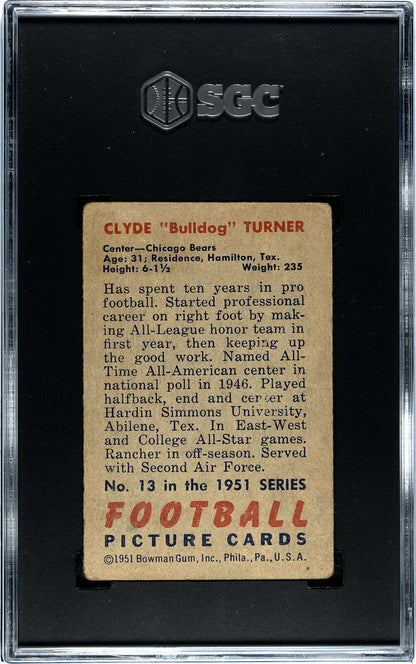 SGC
CLYDE "Bulldog" TURNER
Center—Chicago Bears
Age: 31; Residence, Hamilton, Tex.
Height: 6-1½ Weight: 235
Has spent ten years in pro
football. Started professional
career on right foot by mak-
ing All-League honor team in
first year, then keeping up
the good work. Named All-
Time All-American center in
national poll in 1946. Played
halfback, end and center at
Hardin Simmons University,
Abilene, Tex. In East-West
and College All-Star games.
Rancher in off-season. Served
with Second Air Force.
No. 13 in the 1951 SERIES
FOOTBALL
PICTURE CARDS
©1951 Bowman Gum, Inc., Phila., Pa., U.S.A.